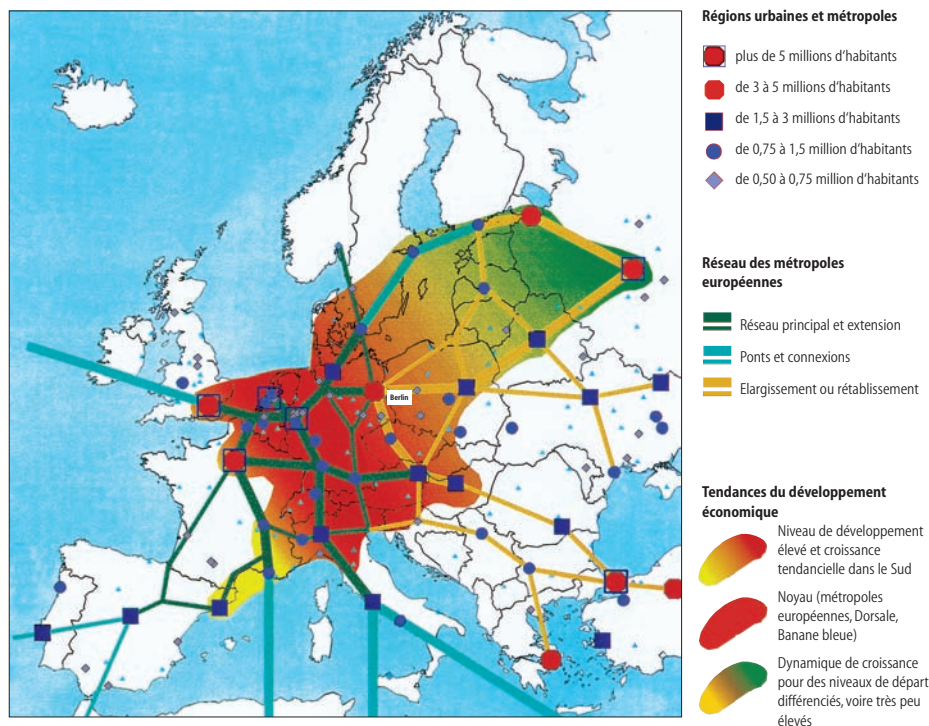 Régions urbaines et métropoles
plus de 5 millions d'habitants
de 3 à 5 millions d'habitants
de 1,5 à 3 millions d'habitants
de 0,75 à 1,5 million d'habitants
de 0,50 à 0,75 million d'habitants
Réseau des métropoles
européennes
Réseau principal et extension
Ponts et connexions
Elargissement ou rétablissement
Berlin
Tendances du développement
économique
Niveau de développement
élevé et croissance
tendancielle dans le Sud
Noyau (métropoles
européennes, Dorsale,
Banane bleue)
Dynamique de croissance
pour des niveaux de départ
différenciés, voire très peu
élevés